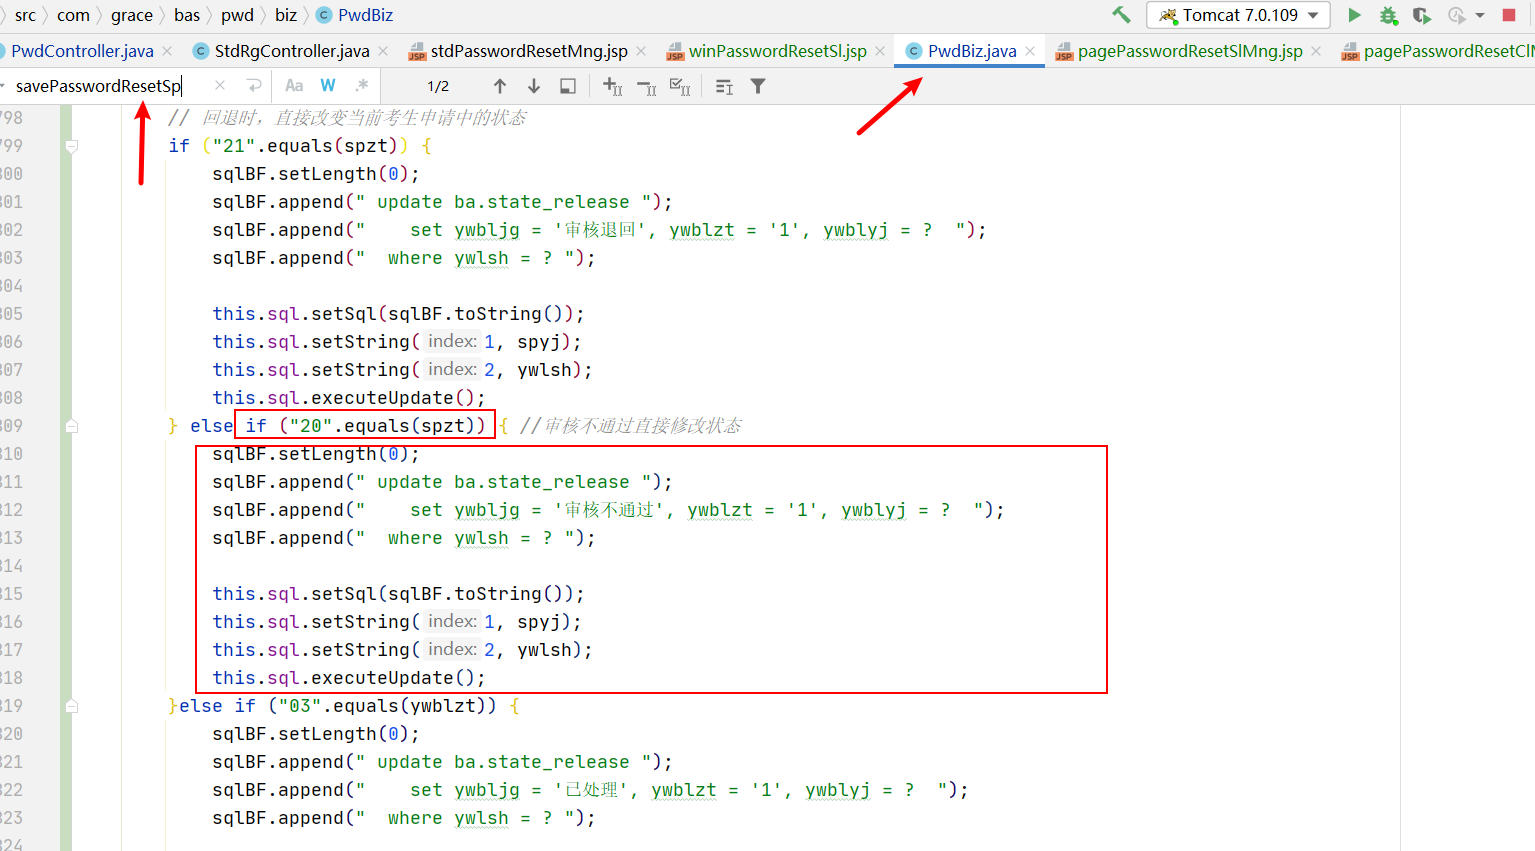 src com grace bas pwd biz C PwdBiz Tomcat 7.0.109
PwdController.java × C StdRgController.java × JSP stdPasswordResetMng.jsp × JSP winPasswordResetSl.jsp × C PwdBiz.java × JSP pagePasswordResetSlMng.jsp × JSP pagePasswordResetClM
savePasswordResetSp × Aa W .* 1/2
798 // 回退时，直接改变当前考生申请中的状态
799 if ("21".equals(spzt)) {
800 sqlBF.setLength(0);
801 sqlBF.append(" update ba.state_release ");
802 sqlBF.append("    set ywbljg = '审核退回', ywblzt = '1', ywblyj = ?  ");
803 sqlBF.append("  where ywlsh = ? ");
804
805 this.sql.setSql(sqlBF.toString());
806 this.sql.setString( index: 1, spyj);
807 this.sql.setString( index: 2, ywlsh);
808 this.sql.executeUpdate();
809 } else if ("20".equals(spzt)) { //审核不通过直接修改状态
810 sqlBF.setLength(0);
811 sqlBF.append(" update ba.state_release ");
812 sqlBF.append("    set ywbljg = '审核不通过', ywblzt = '1', ywblyj = ?  ");
813 sqlBF.append("  where ywlsh = ? ");
814
815 this.sql.setSql(sqlBF.toString());
816 this.sql.setString( index: 1, spyj);
817 this.sql.setString( index: 2, ywlsh);
818 this.sql.executeUpdate();
819 }else if ("03".equals(ywblzt)) {
820 sqlBF.setLength(0);
821 sqlBF.append(" update ba.state_release ");
822 sqlBF.append("    set ywbljg = '已处理', ywblzt = '1', ywblyj = ?  ");
823 sqlBF.append("  where ywlsh = ? ");
824